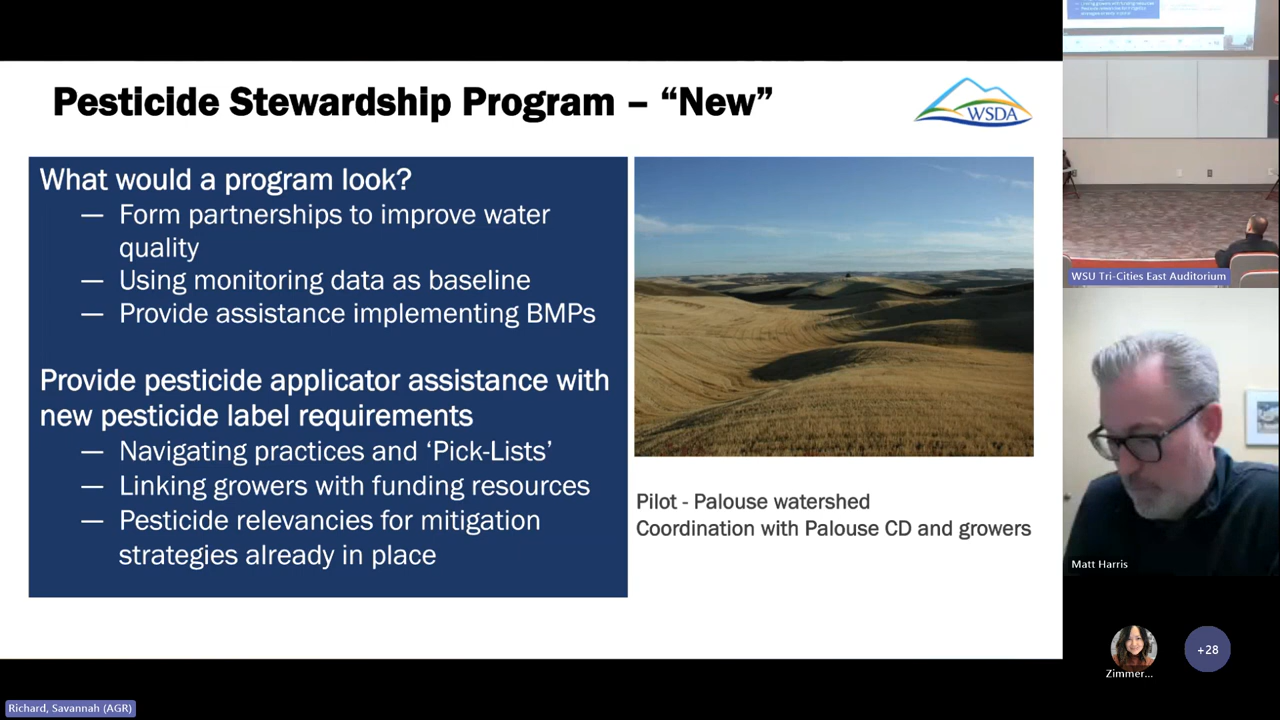 Pesticide Stewardship Program – “New”
WSDA
What would a program look?
— Form partnerships to improve water
quality
— Using monitoring data as baseline
— Provide assistance implementing BMPs
Provide pesticide applicator assistance with
new pesticide label requirements
— Navigating practices and ‘Pick-Lists’
— Linking growers with funding resources
— Pesticide relevancies for mitigation
strategies already in place
Pilot - Palouse watershed
Coordination with Palouse CD and growers
WSU Tri-Cities East Auditorium
Matt Harris
Zimmer...
+28
Richard, Savannah (AGR)